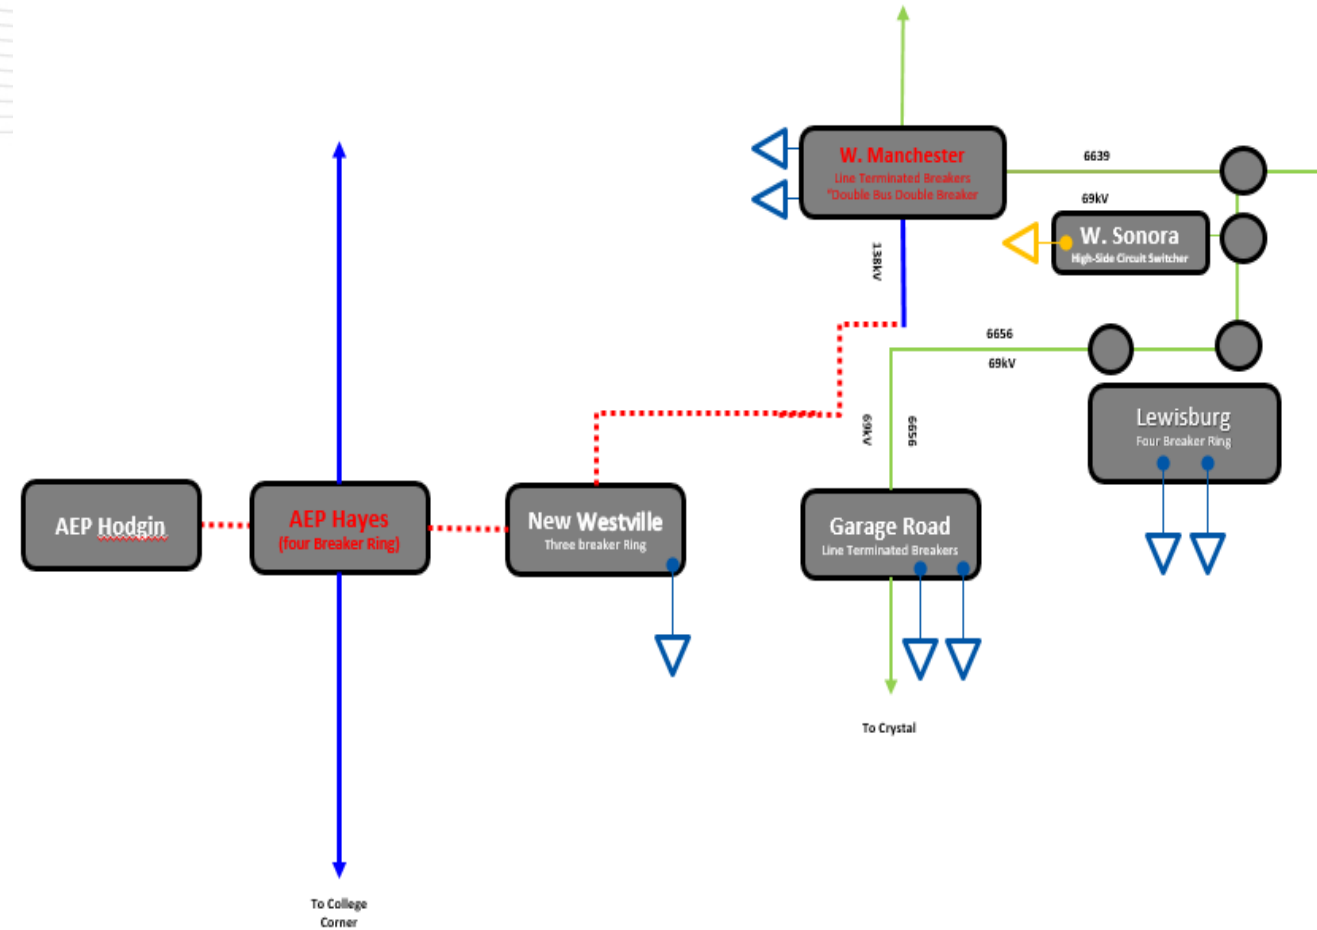 W. Manchester
Line Terminated Breakers
*Double Bus Double Breaker
6639
69kV
W. Sonora
High-Side Circuit Switcher
138kV
6656
69kV
69kV
6656
Lewisburg
Four Breaker Ring
AEP Hodgin
AEP Hayes
(four Breaker Ring)
New Westville
Three breaker Ring
Garage Road
Line Terminated Breakers
To Crystal
To College
Corner